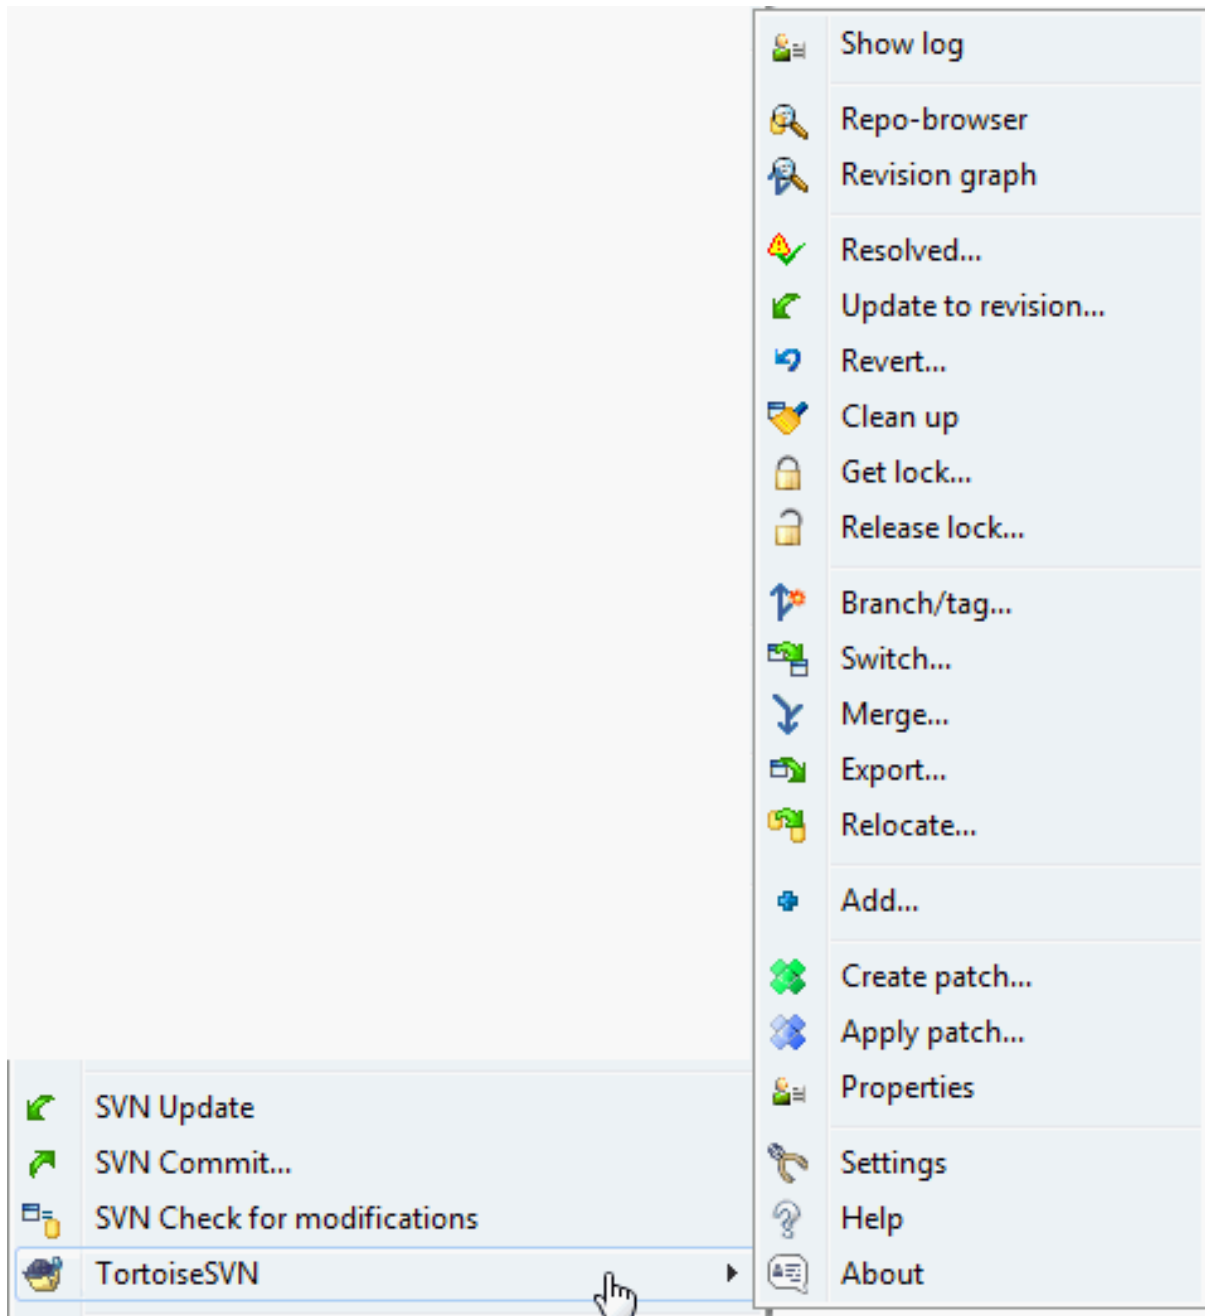 Show log
Repo-browser
Revision graph
Resolved...
Update to revision...
Revert...
Clean up
Get lock...
Release lock...
Branch/tag...
Switch...
Merge...
Export...
Relocate...
Add...
Create patch...
Apply patch...
Properties
Settings
Help
About
SVN Update
SVN Commit...
SVN Check for modifications
TortoiseSVN